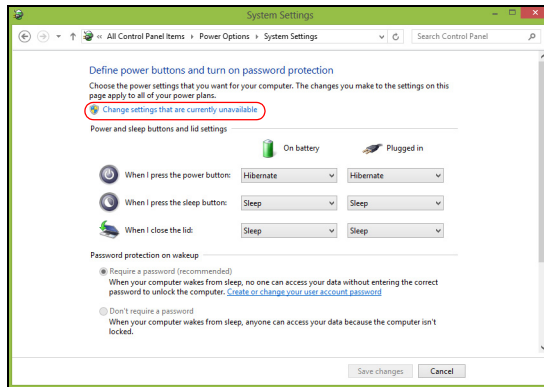 System Settings
« All Control Panel Items › Power Options › System Settings
Search Control Panel
Define power buttons and turn on password protection
Choose the power settings that you want for your computer. The changes you make to the settings on this
page apply to all of your power plans.
Change settings that are currently unavailable
Power and sleep buttons and lid settings
On battery Plugged in
When I press the power button: Hibernate Hibernate
When I press the sleep button: Sleep Sleep
When I close the lid: Sleep Sleep
Password protection on wakeup
Require a password (recommended)
When your computer wakes from sleep, no one can access your data without entering the correct
password to unlock the computer. Create or change your user account password
Don't require a password
When your computer wakes from sleep, anyone can access your data because the computer isn't
locked.
Save changes Cancel